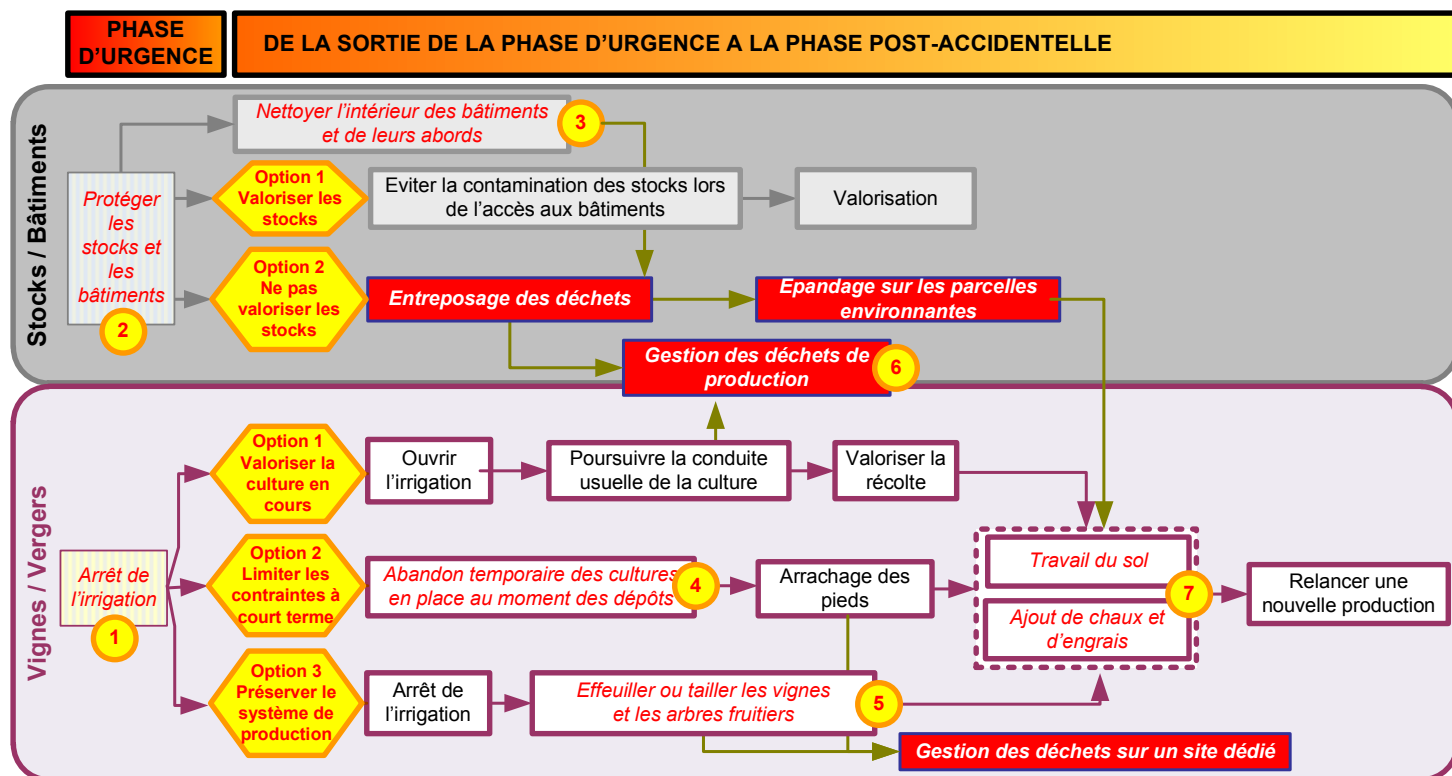 PHASE
D'URGENCE
DE LA SORTIE DE LA PHASE D'URGENCE A LA PHASE POST-ACCIDENTELLE
Stocks / Bâtiments
Nettoyer l'intérieur des bâtiments
et de leurs abords
3
Protéger
les
stocks et
les
bâtiments
2
Option 1
Valoriser les
stocks
Eviter la contamination des stocks lors
de l'accès aux bâtiments
Valorisation
Option 2
Ne pas
valoriser les
stocks
Entreposage des déchets
Epandage sur les parcelles
environnantes
Gestion des déchets de
production
6
Vignes / Vergers
Arrêt de
l'irrigation
1
Option 1
Valoriser la
culture en
cours
Ouvrir
l'irrigation
Poursuivre la conduite
usuelle de la culture
Valoriser la
récolte
Option 2
Limiter les
contraintes à
court terme
Abandon temporaire des cultures
en place au moment des dépôts
4
Arrachage des
pieds
Travail du sol
Ajout de chaux et
d'engrais
7
Relancer une
nouvelle production
Option 3
Préserver le
système de
production
Arrêt de
l'irrigation
Effeuiller ou tailler les vignes
et les arbres fruitiers
5
Gestion des déchets sur un site dédié